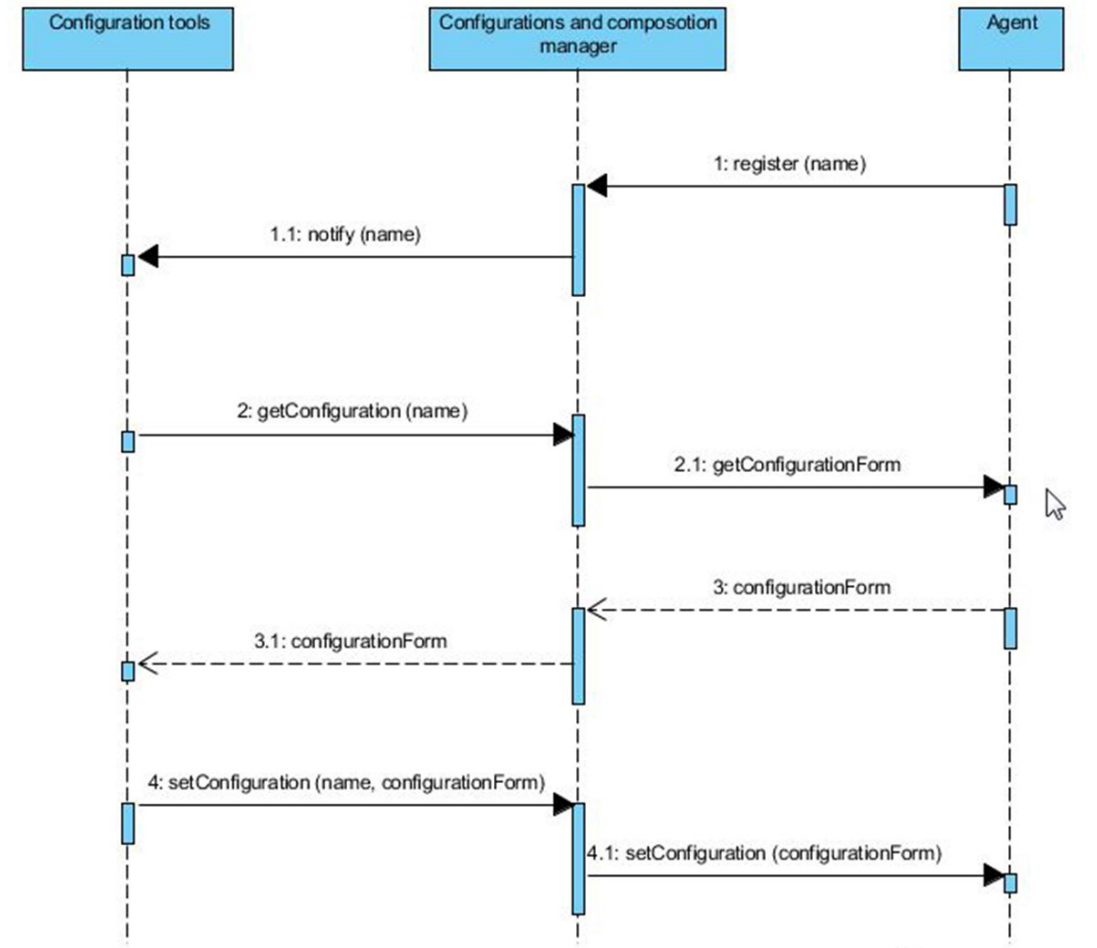 Configuration tools
Configurations and composotion
manager
Agent
1: register (name)
1.1: notify (name)
2: getConfiguration (name)
2.1: getConfigurationForm
3: configurationForm
3.1: configurationForm
4: setConfiguration (name, configurationForm)
4.1: setConfiguration (configurationForm)